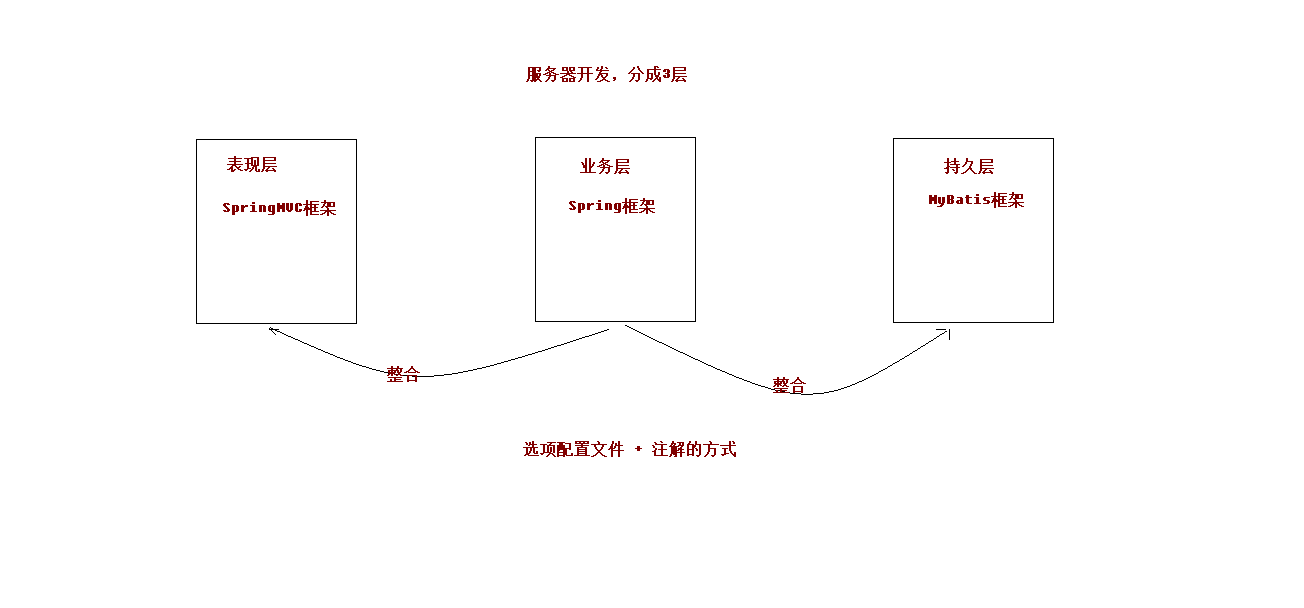 服务器开发，分成3层
表现层
SpringMVC框架
业务层
Spring框架
持久层
MyBatis框架
整合
整合
选项配置文件 + 注解的方式